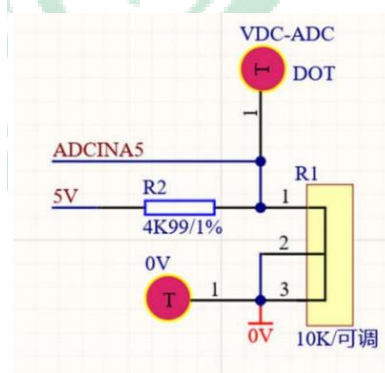 VDC-ADC
T
DOT
1
ADCINA5
R1
5V
R2
1
4K99/1%
2
0V
T
1
3
0V
10K/可调